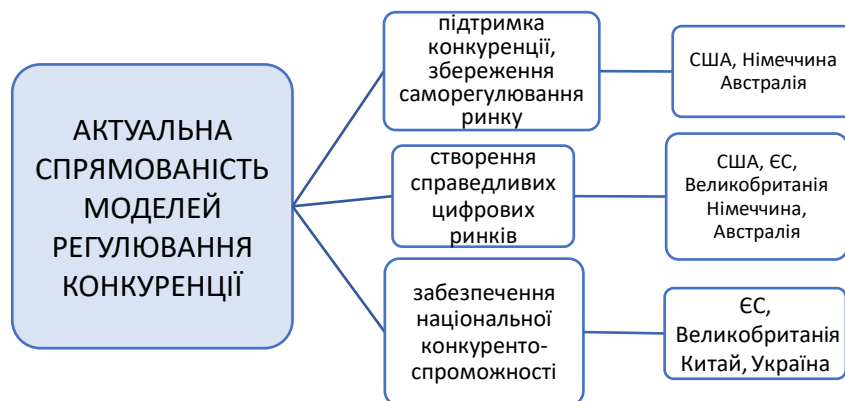 АКТУАЛЬНА
СПРЯМОВАНІСТЬ
МОДЕЛЕЙ
РЕГУЛЮВАННЯ
КОНКУРЕНЦІЇ
підтримка
конкуренції,
збереження
саморегулювання
ринку
США, Німеччина
Австралія
створення
справедливих
цифрових
ринків
США, ЄС,
Великобританія
Німеччина,
Австралія
забезпечення
національної
конкуренто-
спроможності
ЄС,
Великобританія
Китай, Україна